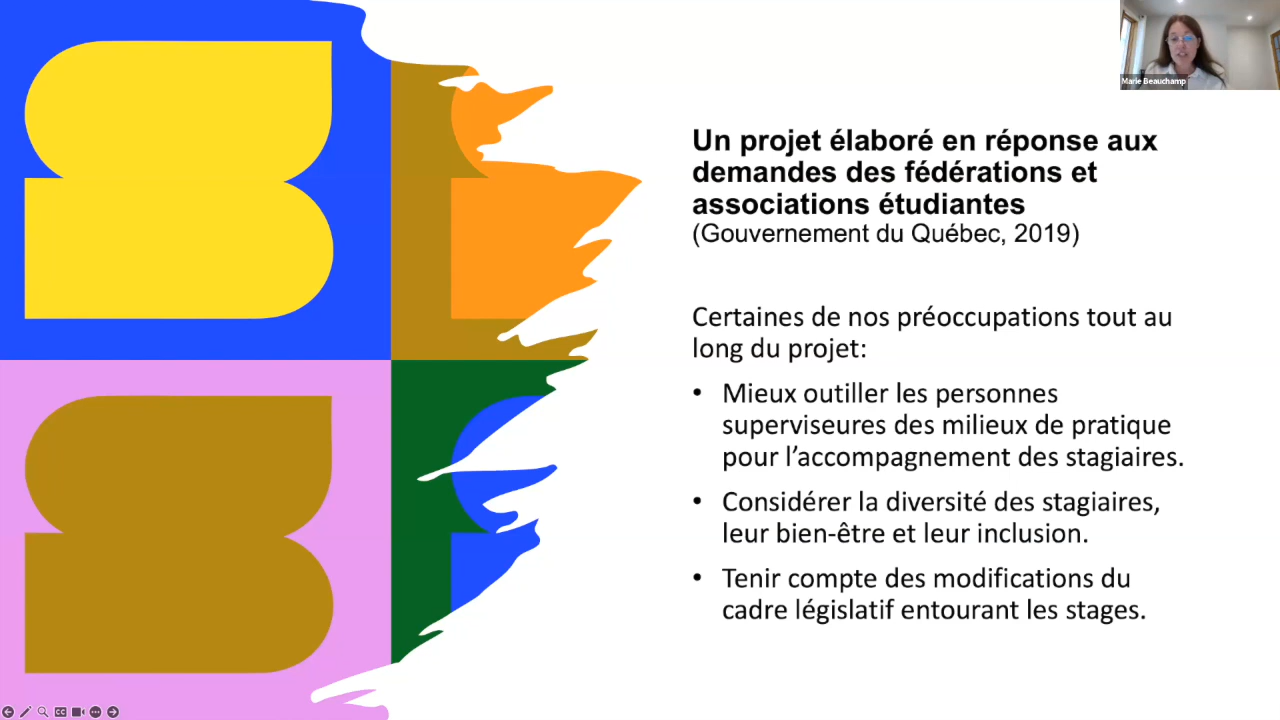 Marie Beauchamp
Un projet élaboré en réponse aux
demandes des fédérations et
associations étudiantes
(Gouvernement du Québec, 2019)
Certaines de nos préoccupations tout au
long du projet:
• Mieux outiller les personnes
superviseures des milieux de pratique
pour l’accompagnement des stagiaires.
• Considérer la diversité des stagiaires,
leur bien-être et leur inclusion.
• Tenir compte des modifications du
cadre législatif entourant les stages.
CC